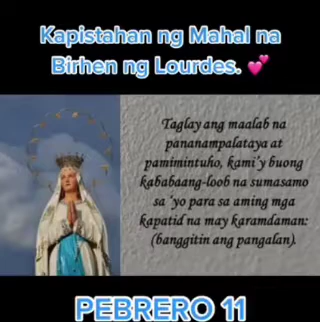 Kapistahan ng Mahal na
Birhen ng Lourdes. 💕
Taglay ang maalab na
pananampalataya at
pamimintuho, kami'y buong
kababaang-loob na sumasamo
sa 'yo para sa aming mga
kapatid na may karamdaman:
(banggitin ang pangalan).
PEBRERO 11